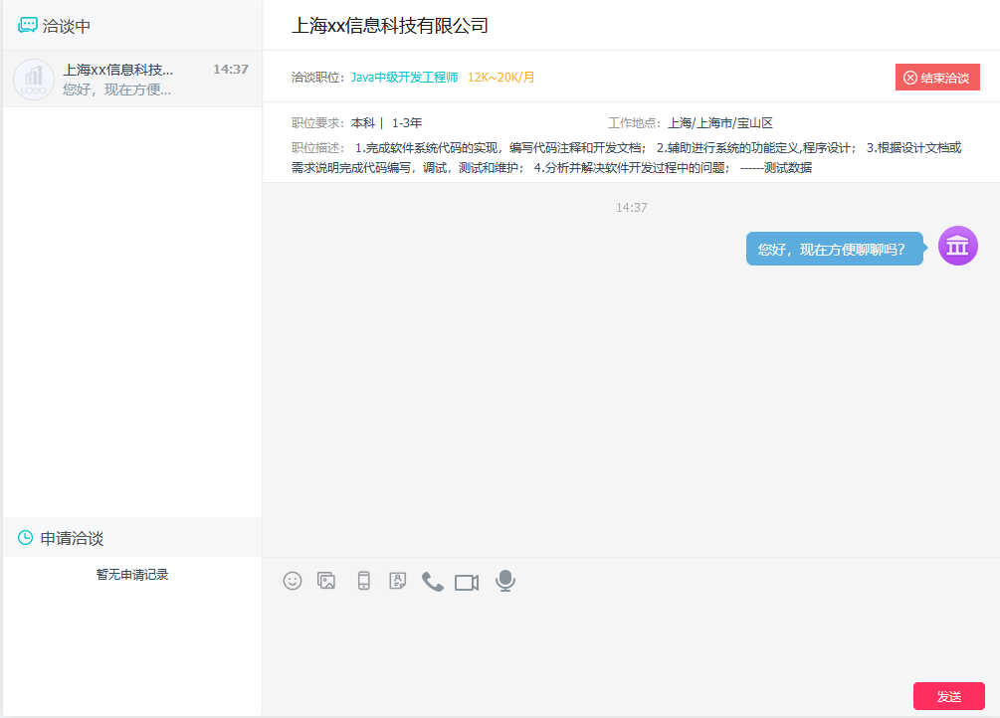 洽谈中
上海xx信息科技... 14:37
您好，现在方便...
LOGO
申请洽谈
暂无申请记录
上海xx信息科技有限公司
洽谈职位：Java中级开发工程师 12K~20K/月
结束洽谈
职位要求：本科 | 1-3年 工作地点：上海/上海市/宝山区
职位描述： 1.完成软件系统代码的实现，编写代码注释和开发文档； 2.辅助进行系统的功能定义,程序设计； 3.根据设计文档或
需求说明完成代码编写，调试，测试和维护； 4.分析并解决软件开发过程中的问题； ------测试数据
14:37
您好，现在方便聊聊吗？
发送